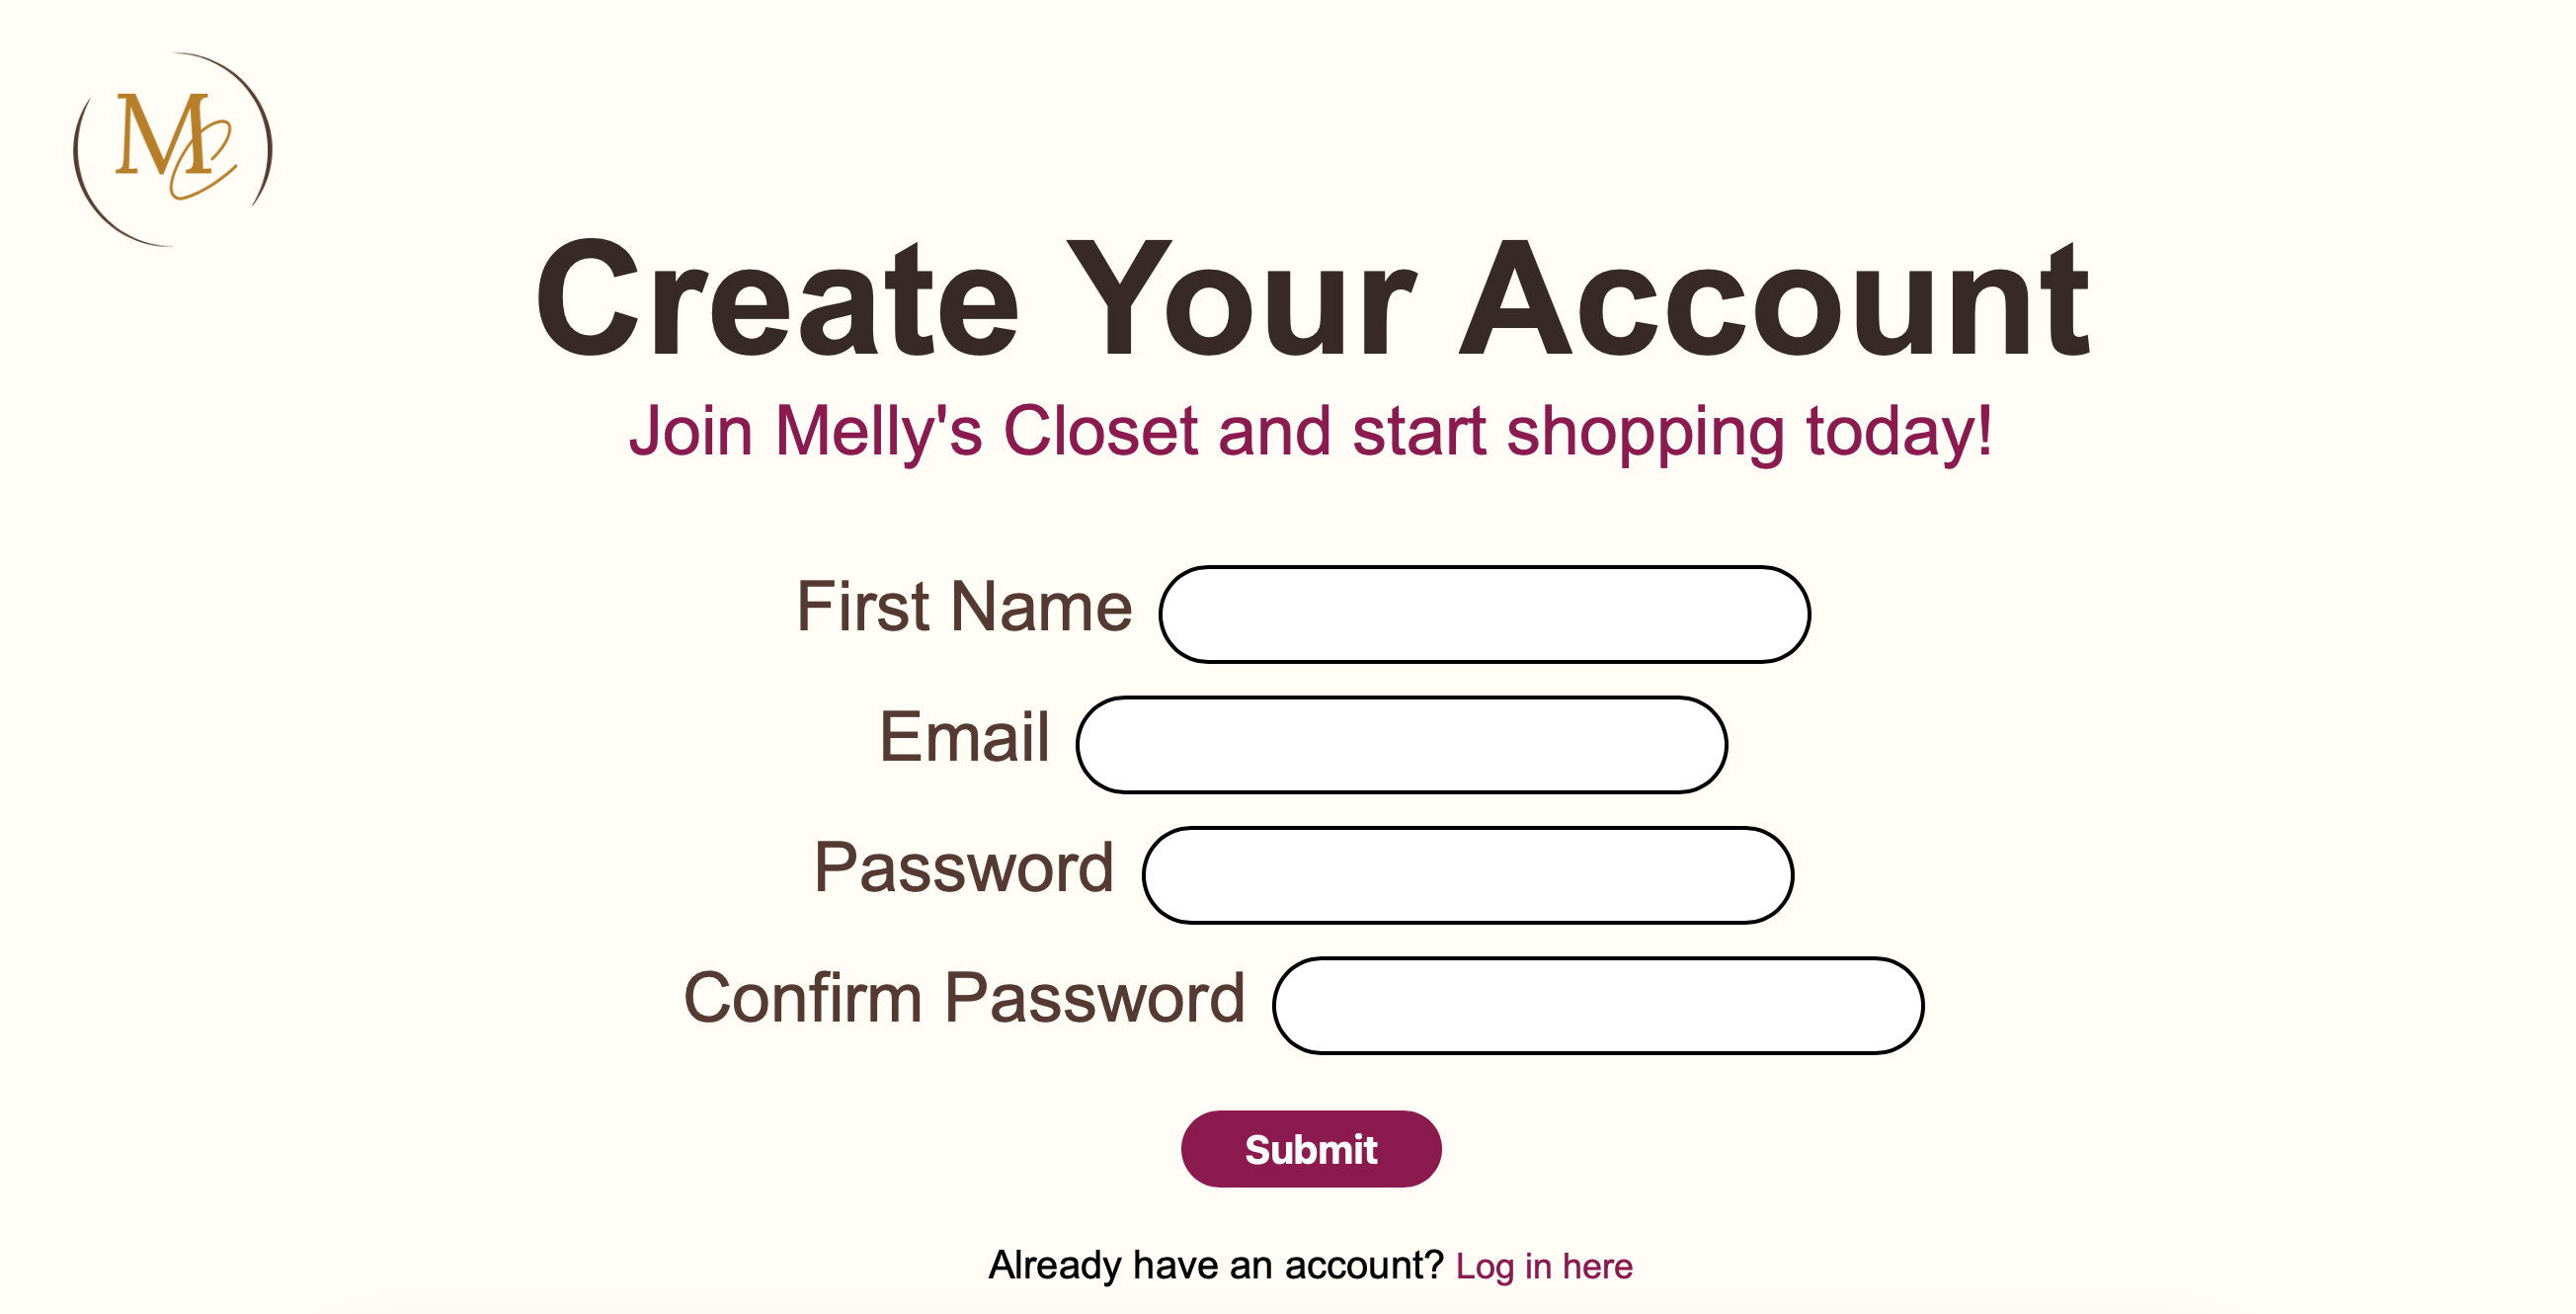 MC
Create Your Account
Join Melly's Closet and start shopping today!
First Name
Email
Password
Confirm Password
Submit
Already have an account? Log in here